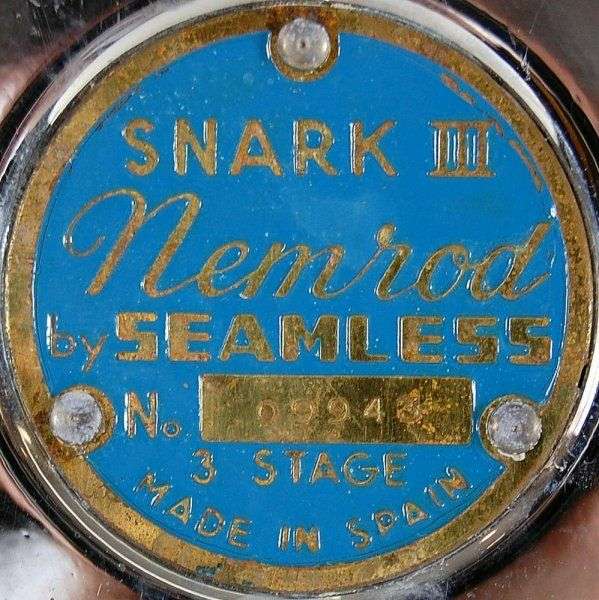 SNARK III
Nemrod
by SEAMLESS
No.
3 STAGE
MADE IN SPAIN